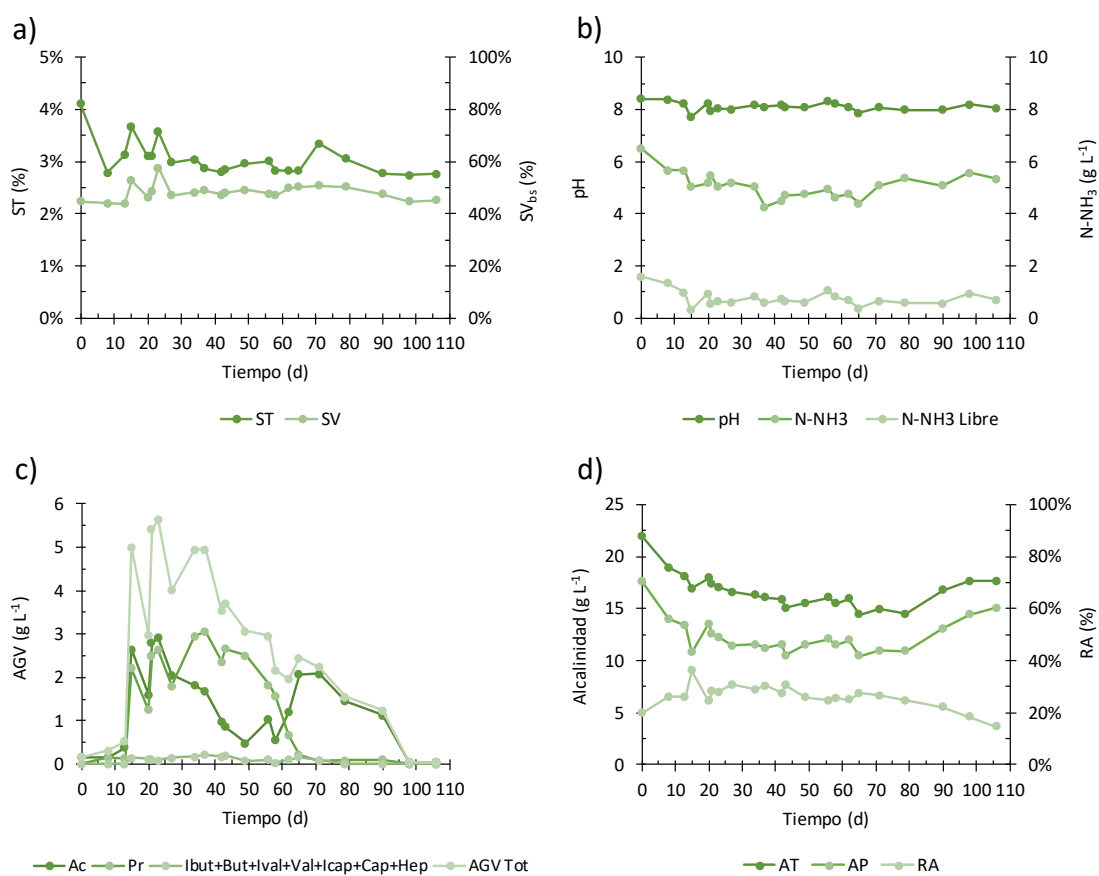 a)
5%
4%
3%
2%
1%
0%
ST (%)
100%
80%
60%
40%
20%
0%
SVbs (%)
0 10 20 30 40 50 60 70 80 90 100 110
Tiempo (d)
ST SV
b)
10
8
6
4
2
0
pH
10
8
6
4
2
0
N-NH3 (g L-1)
0 10 20 30 40 50 60 70 80 90 100 110
Tiempo (d)
pH N-NH3 N-NH3 Libre
c)
6
5
4
3
2
1
0
AGV (g L-1)
0 10 20 30 40 50 60 70 80 90 100 110
Tiempo (d)
Ac Pr Ibut+But+Ival+Val+Icap+Cap+Hep AGV Tot
d)
25
20
15
10
5
0
Alcalinidad (g L-1)
100%
80%
60%
40%
20%
0%
RA (%)
0 10 20 30 40 50 60 70 80 90 100 110
Tiempo (d)
AT AP RA